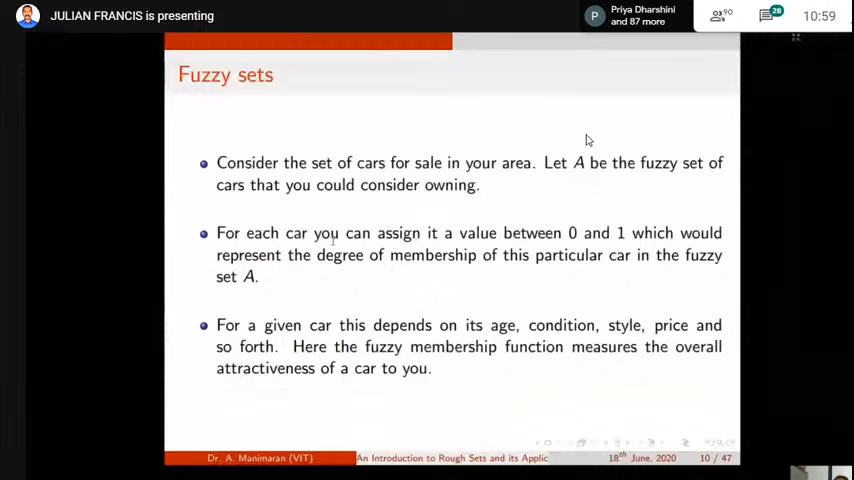 JULIAN FRANCIS is presenting
P
Priya Dharshini
and 87 more
90
28
10:59
Fuzzy sets
Consider the set of cars for sale in your area. Let A be the fuzzy set of
cars that you could consider owning.
For each car you can assign it a value between 0 and 1 which would
represent the degree of membership of this particular car in the fuzzy
set A.
For a given car this depends on its age, condition, style, price and
so forth. Here the fuzzy membership function measures the overall
attractiveness of a car to you.
Dr. A. Manimaran (VIT) An Introduction to Rough Sets and its Applic 18th June, 2020 10 / 47